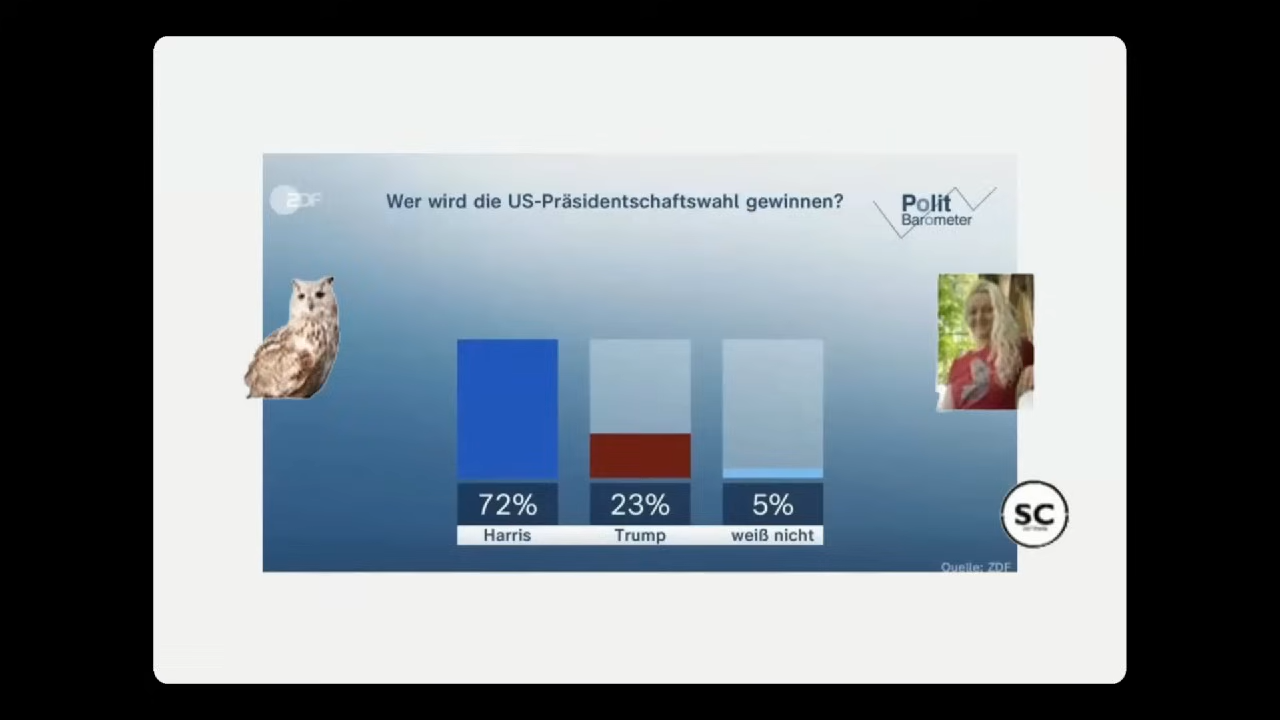 ZDF
Wer wird die US-Präsidentschaftswahl gewinnen?
Polit
Barometer
72%
23%
5%
Harris
Trump
weiß nicht
SC
Quelle: ZDF